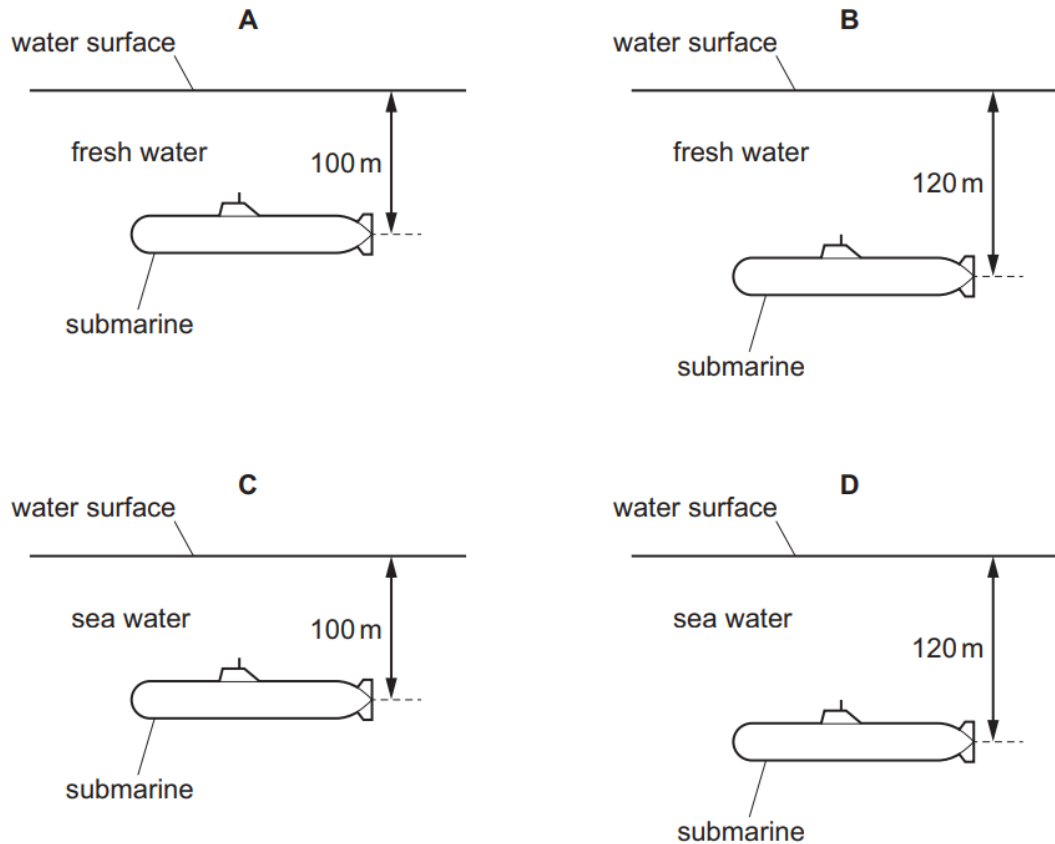 A
water surface
fresh water
100 m
submarine
B
water surface
fresh water
120 m
submarine
C
water surface
sea water
100 m
submarine
D
water surface
sea water
120 m
submarine